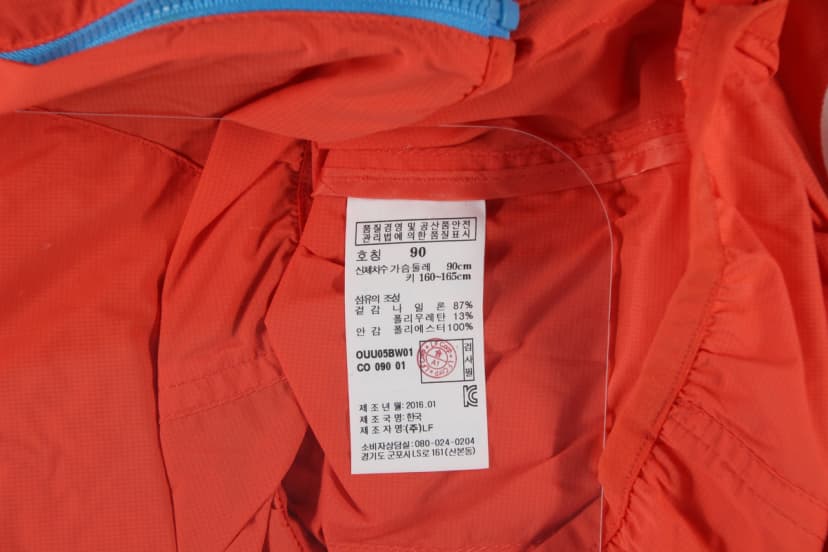 품질경영 및 공산품안전
관리법에 의한 품질표시
호칭 90
신체치수 가슴둘레 90cm
키 160~165cm
섬유의 조성
겉감 나일론 87%
폴리우레탄 13%
안감 폴리에스터 100%
OUU05BW01
CO 090 01
검사필
제조년월: 2016.01
제조국명: 한국
제조자명: (주)LF
소비자상담실: 080-024-0204
경기도 군포시 LS로 161 (산본동)